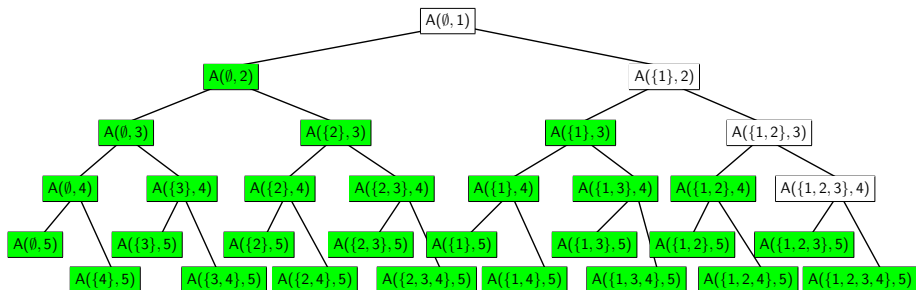 A(∅, 1)
A(∅, 2) A({1}, 2)
A(∅, 3) A({2}, 3) A({1}, 3) A({1, 2}, 3)
A(∅, 4) A({3}, 4) A({2}, 4) A({2, 3}, 4) A({1}, 4) A({1, 3}, 4) A({1, 2}, 4) A({1, 2, 3}, 4)
A(∅, 5) A({3}, 5) A({2}, 5) A({2, 3}, 5) A({1}, 5) A({1, 3}, 5) A({1, 2}, 5) A({1, 2, 3}, 5)
A({4}, 5) A({3, 4}, 5) A({2, 4}, 5) A({2, 3, 4}, 5) A({1, 4}, 5) A({1, 3, 4}, 5) A({1, 2, 4}, 5) A({1, 2, 3, 4}, 5)